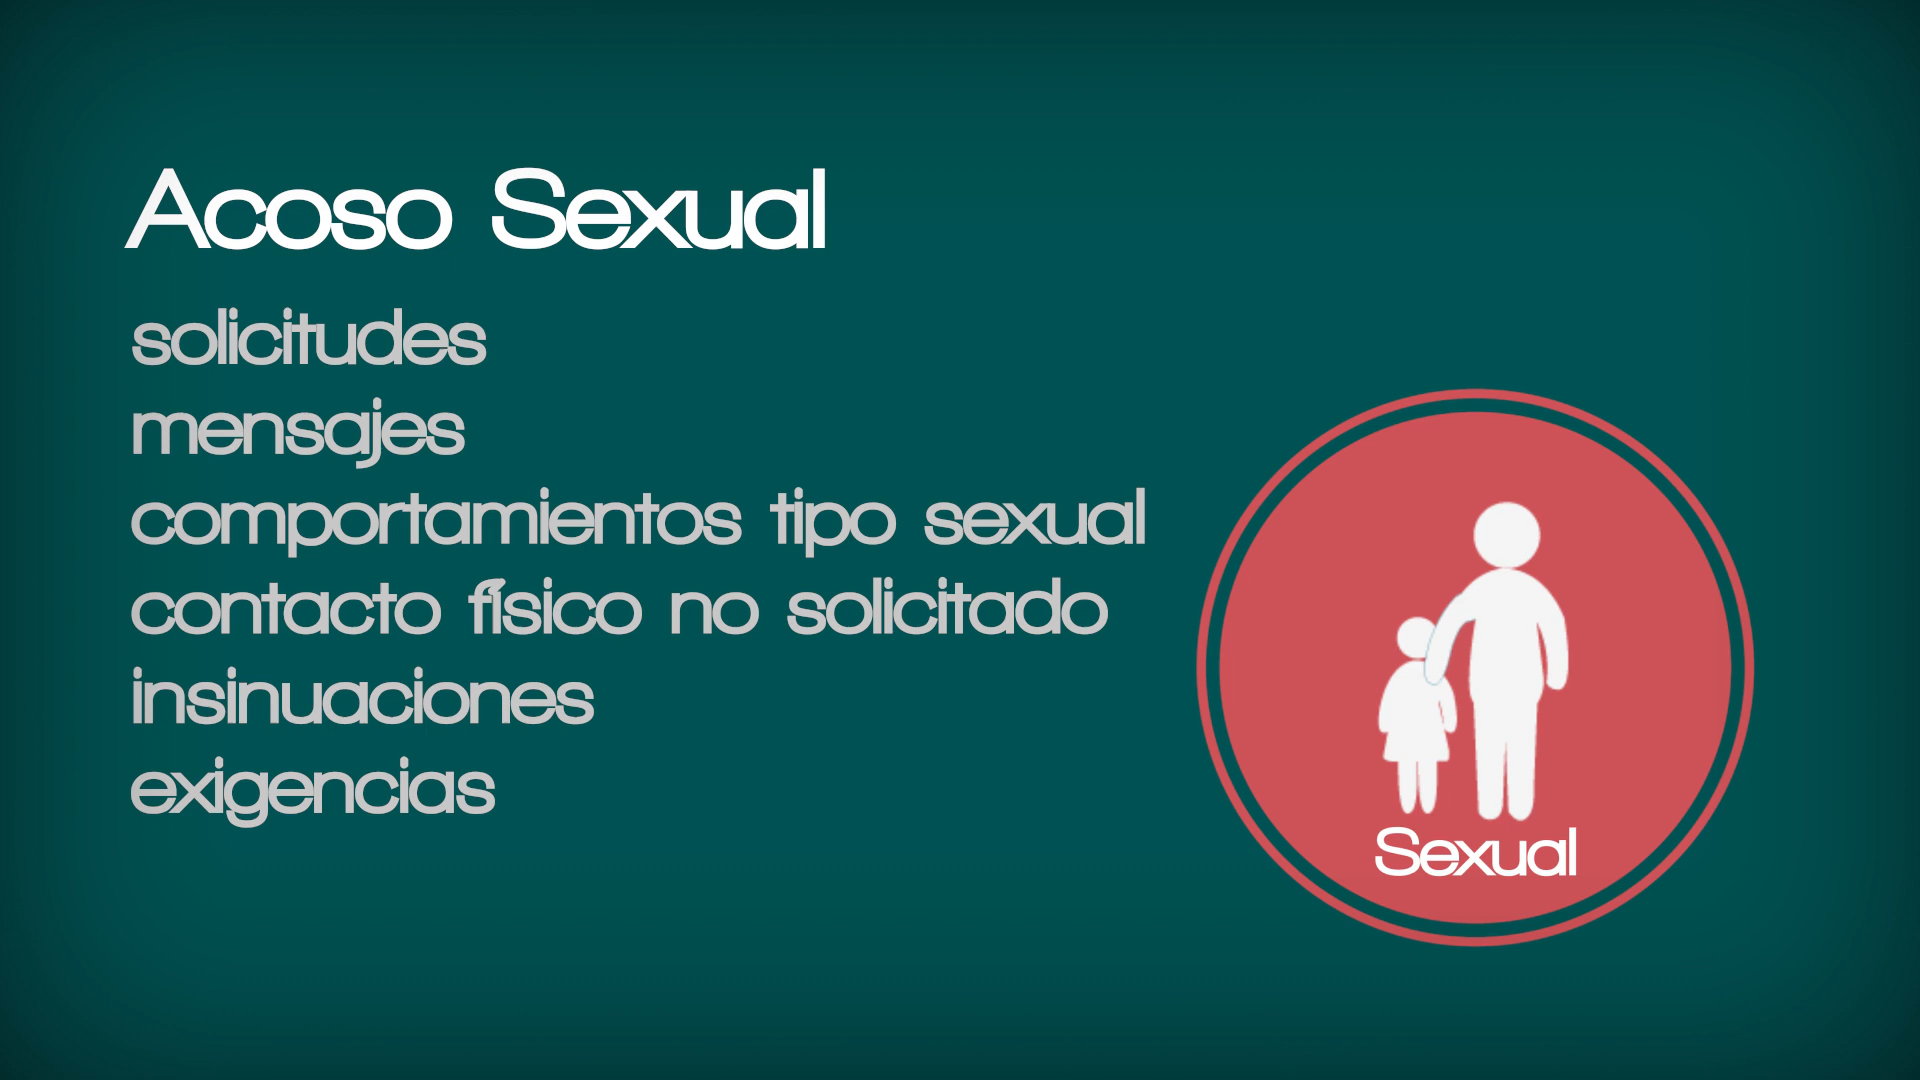 Acoso Sexual
solicitudes
mensajes
comportamientos tipo sexual
contacto físico no solicitado
insinuaciones
exigencias
Sexual